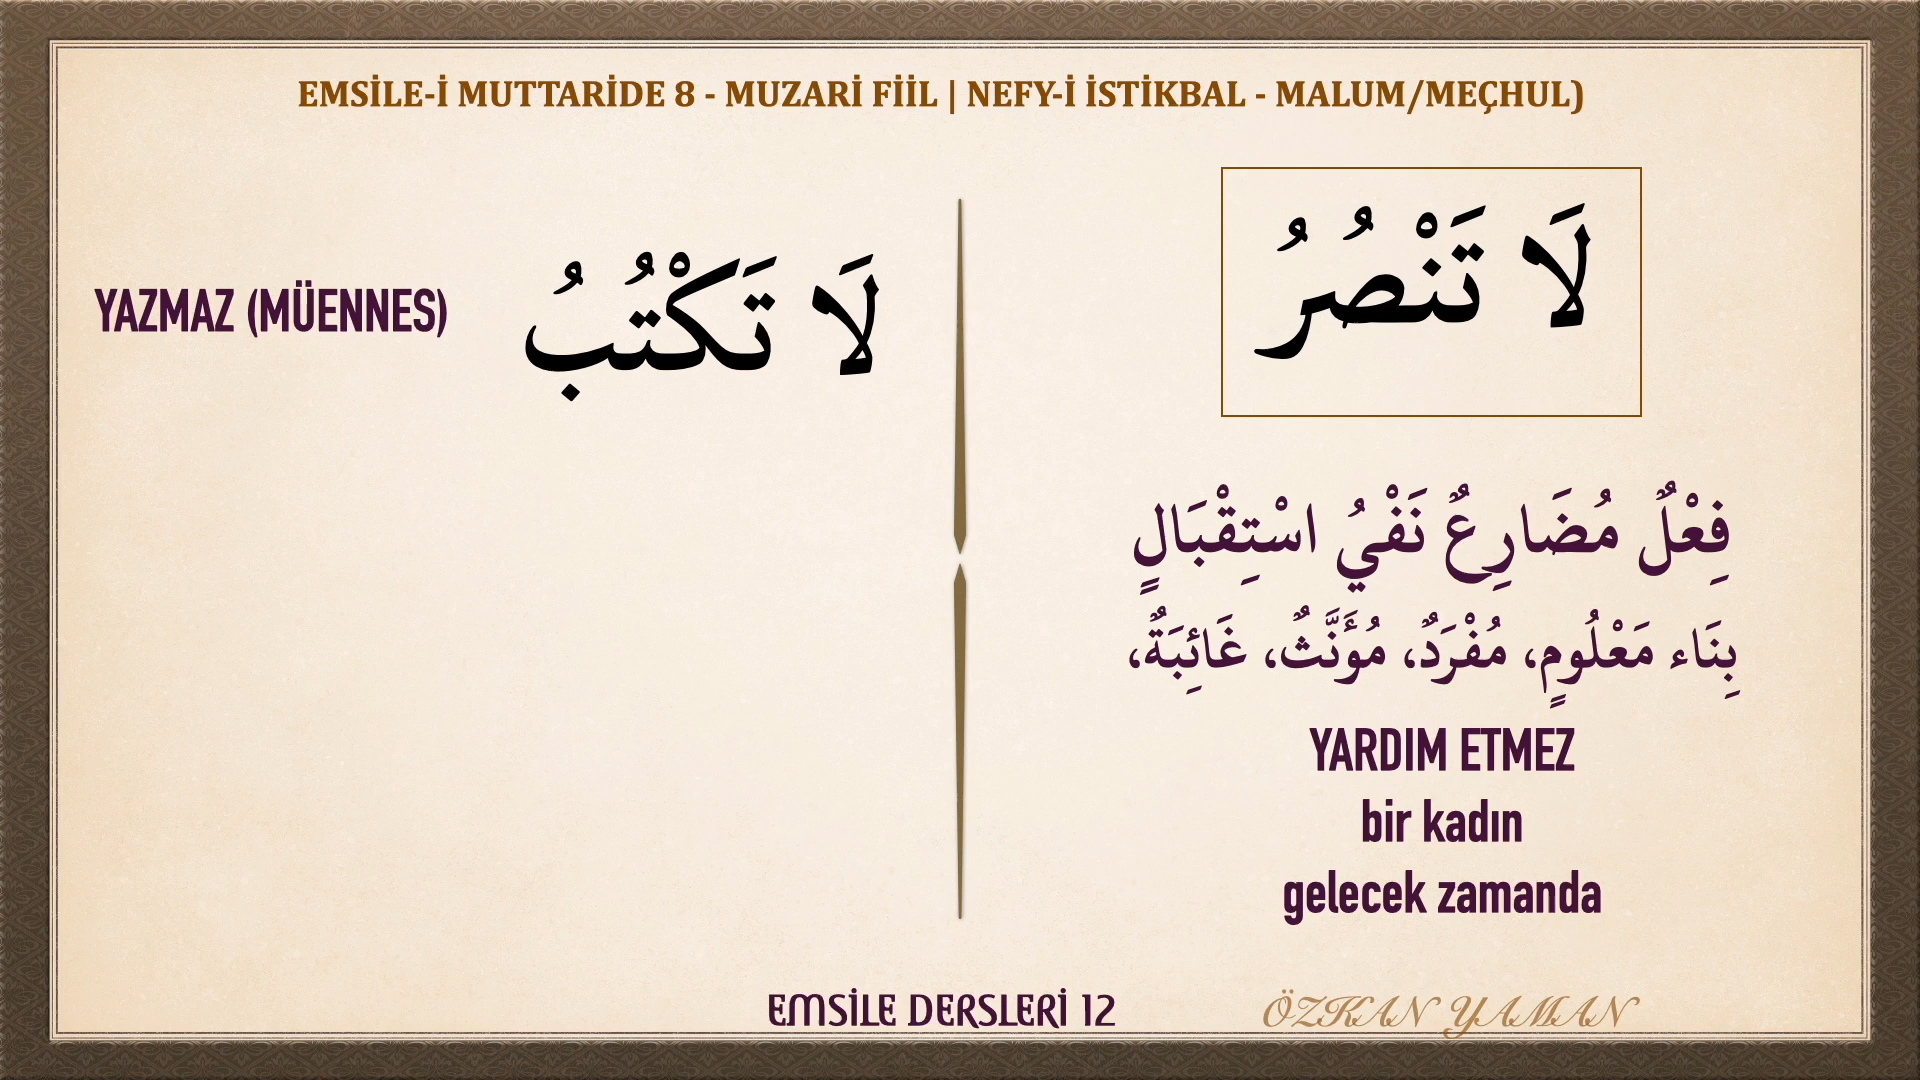 EMSİLE-İ MUTTARİDE 8 - MUZARİ FİİL | NEFY-İ İSTİKBAL - MALUM/MEÇHUL)
لَا تَنْصُرُ
فِعْلٌ مُضَارِعٌ نَفْيُ اسْتِقْبَالٍ
بِنَاء مَعْلُومٍ، مُفْرَدٌ، مُؤَنَّثٌ، غَائِبَةٌ،
YARDIM ETMEZ
bir kadın
gelecek zamanda
لَا تَكْتُبُ
YAZMAZ (MÜENNES)
EMSİLE DERSLERİ 12
ÖZKAN YAMAN